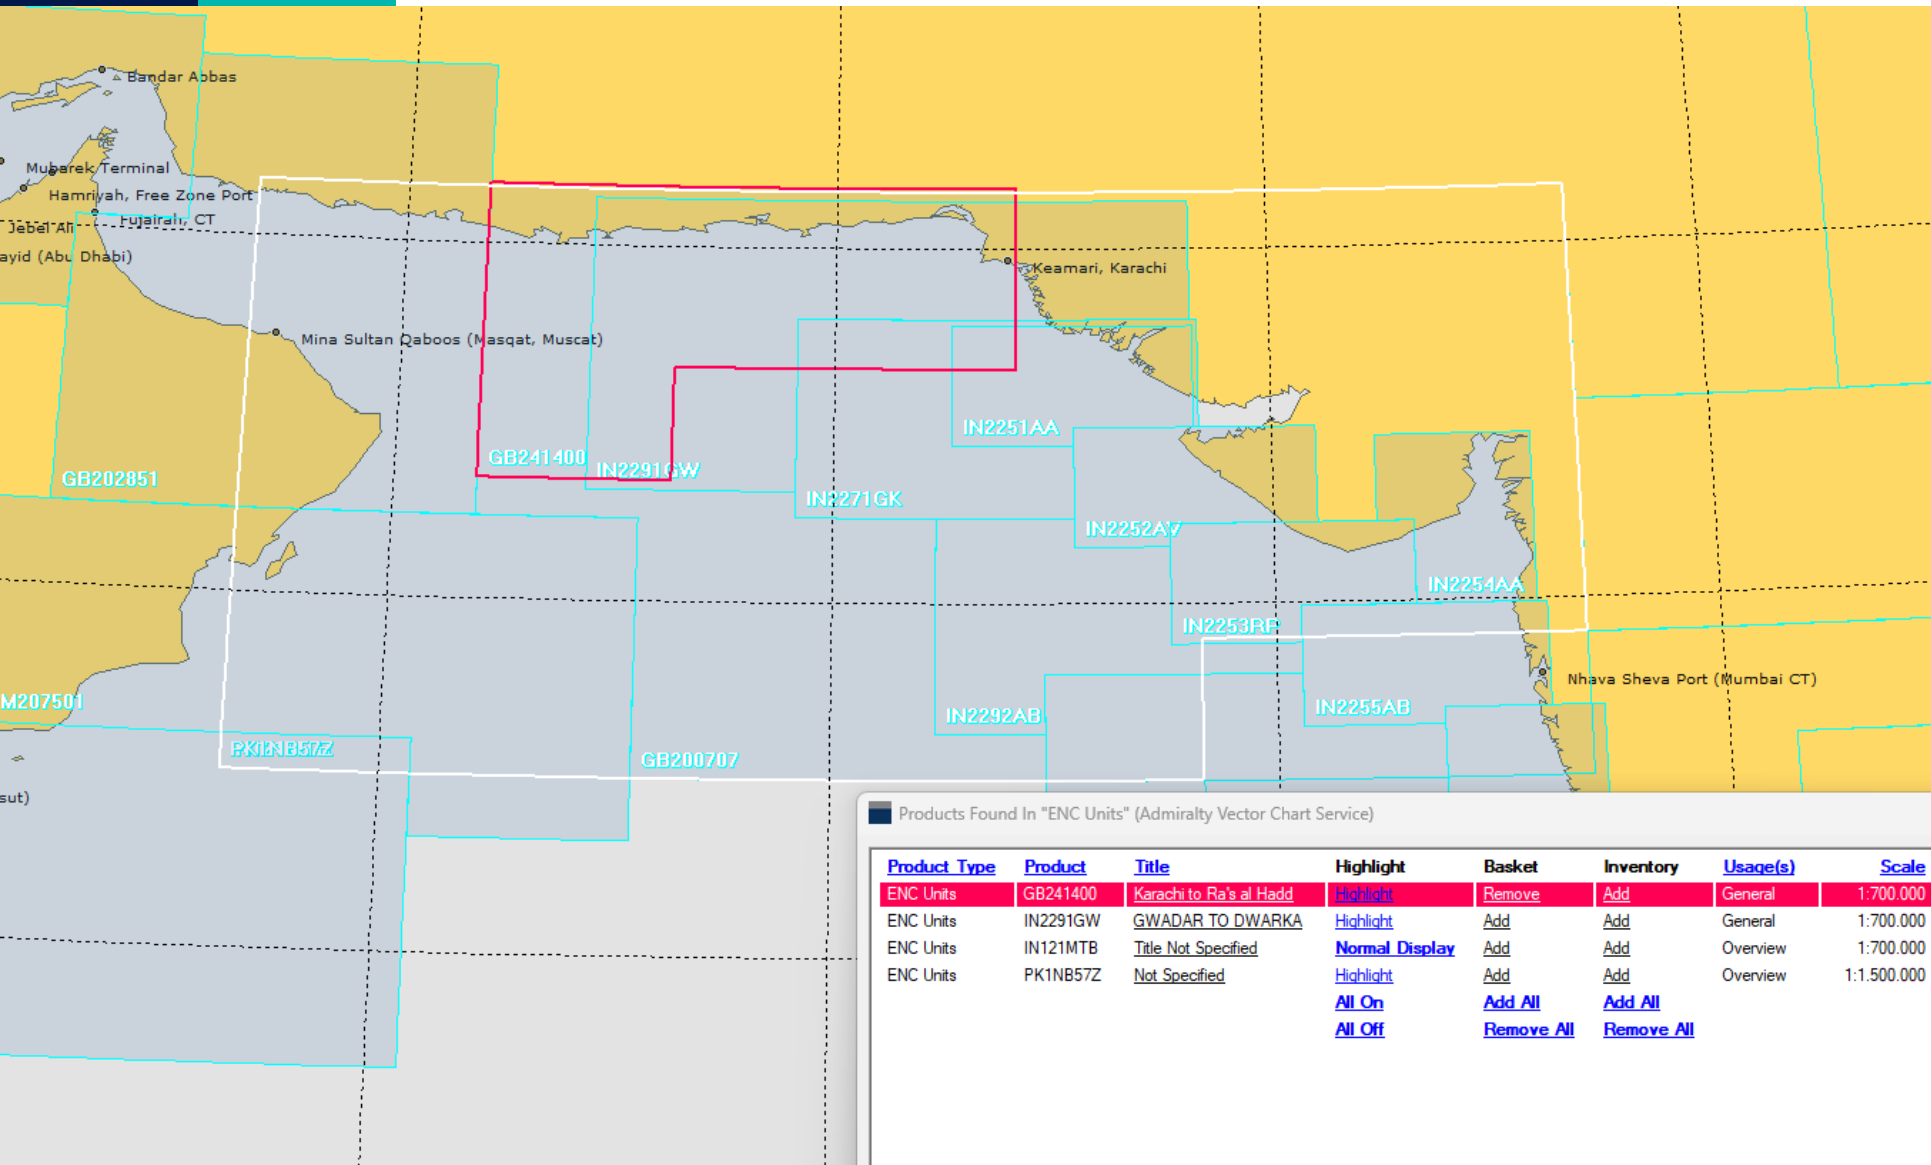 Bandar Abbas
Mubarek Terminal
Hamriyah, Free Zone Port
Fujairah, CT
Jebel Ali
ayid (Abu Dhabi)
Keamari, Karachi
Mina Sultan Qaboos (Masqat, Muscat)
IN2251AA
GB241400
IN2291GW
GB202851
IN2271GK
IN2252AV
IN2254AA
IN2253RP
Nhava Sheva Port (Mumbai CT)
M207501
IN2292AB
IN2255AB
PK1NB57Z
GB200707
sut)
Products Found In "ENC Units" (Admiralty Vector Chart Service)
Product Type Product Title Highlight Basket Inventory Usage(s) Scale
ENC Units GB241400 Karachi to Ra's al Hadd Highlight Remove Add General 1:700.000
ENC Units IN2291GW GWADAR TO DWARKA Highlight Add Add General 1:700.000
ENC Units IN121MTB Title Not Specified Normal Display Add Add Overview 1:700.000
ENC Units PK1NB57Z Not Specified Highlight Add Add Overview 1:1.500.000
All On Add All Add All
All Off Remove All Remove All